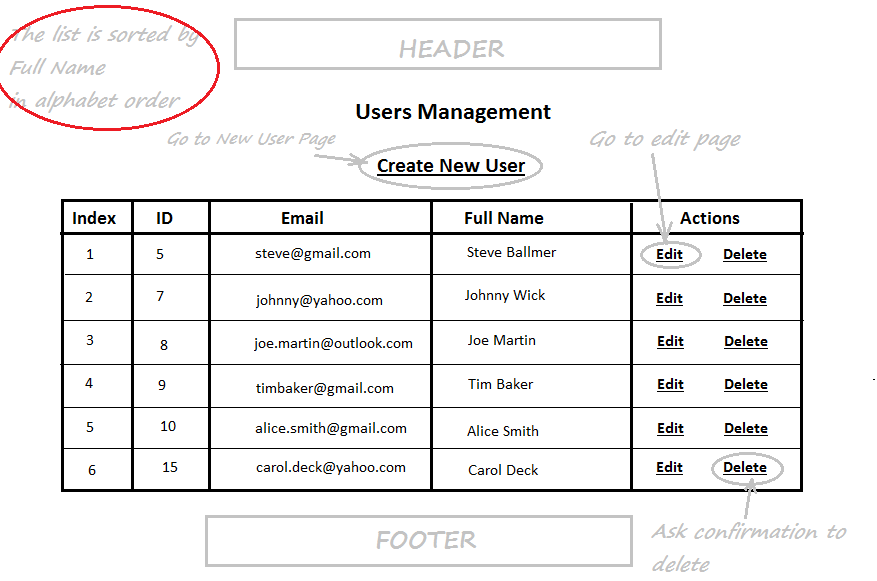 The list is sorted by
Full Name
in alphabet order
HEADER
Users Management
Go to New User Page
Create New User
Go to edit page
Index ID Email Full Name Actions
1 5 steve@gmail.com Steve Ballmer Edit Delete
2 7 johnny@yahoo.com Johnny Wick Edit Delete
3 8 joe.martin@outlook.com Joe Martin Edit Delete
4 9 timbaker@gmail.com Tim Baker Edit Delete
5 10 alice.smith@gmail.com Alice Smith Edit Delete
6 15 carol.deck@yahoo.com Carol Deck Edit Delete
FOOTER
Ask confirmation to
delete